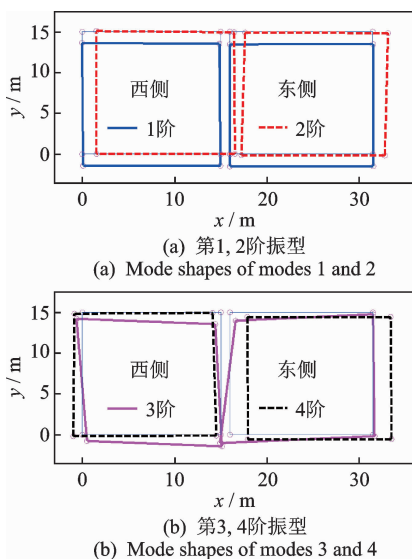 15
10
5
0
y / m
西侧
东侧
1阶
2阶
0
10
20
30
x / m
(a) 第1, 2阶振型
(a) Mode shapes of modes 1 and 2
15
10
5
0
y / m
西侧
东侧
3阶
4阶
0
10
20
30
x / m
(b) 第3, 4阶振型
(b) Mode shapes of modes 3 and 4